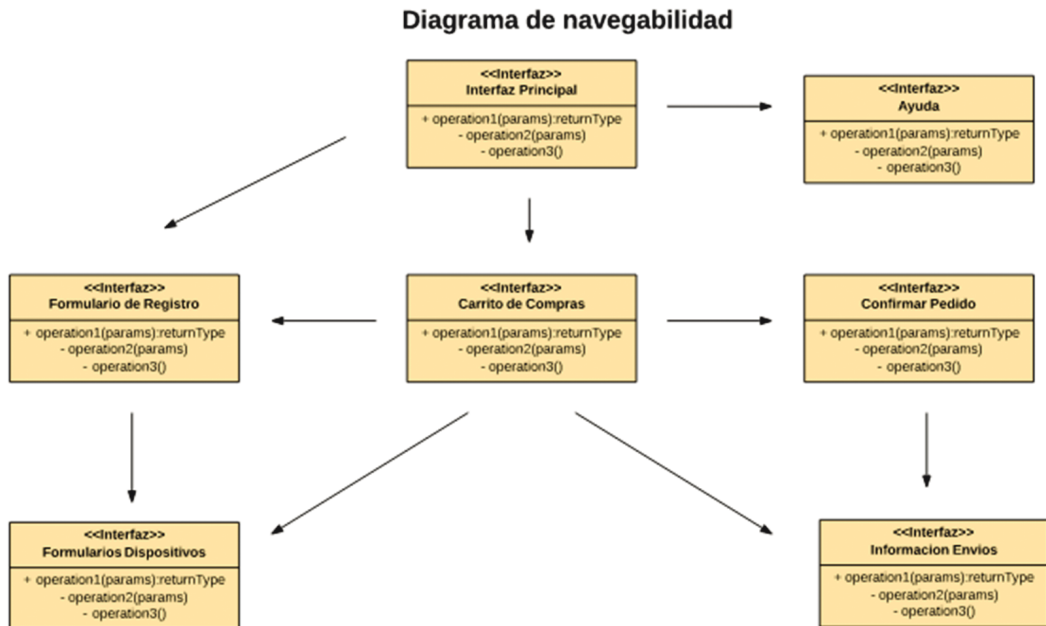 Diagrama de navegabilidad
<<Interfaz>>
Interfaz Principal
+ operation1(params):returnType
- operation2(params)
- operation3()
<<Interfaz>>
Ayuda
+ operation1(params):returnType
- operation2(params)
- operation3()
<<Interfaz>>
Formulario de Registro
+ operation1(params):returnType
- operation2(params)
- operation3()
<<Interfaz>>
Carrito de Compras
+ operation1(params):returnType
- operation2(params)
- operation3()
<<Interfaz>>
Confirmar Pedido
+ operation1(params):returnType
- operation2(params)
- operation3()
<<Interfaz>>
Formularios Dispositivos
+ operation1(params):returnType
- operation2(params)
- operation3()
<<Interfaz>>
Informacion Envios
+ operation1(params):returnType
- operation2(params)
- operation3()